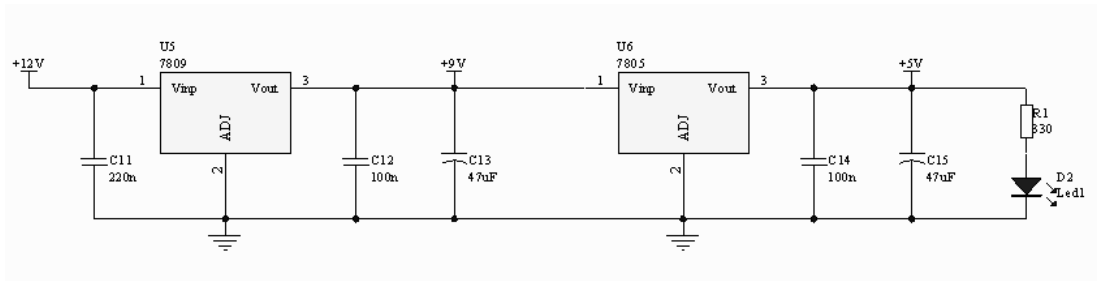 U5
7809
+12V
1
Vinp
Vout
3
ADJ
2
C11
220n
C12
100n
+9V
C13
47uF
U6
7805
1
Vinp
Vout
3
ADJ
2
C14
100n
+5V
C15
47uF
R1
330
D2
Led1